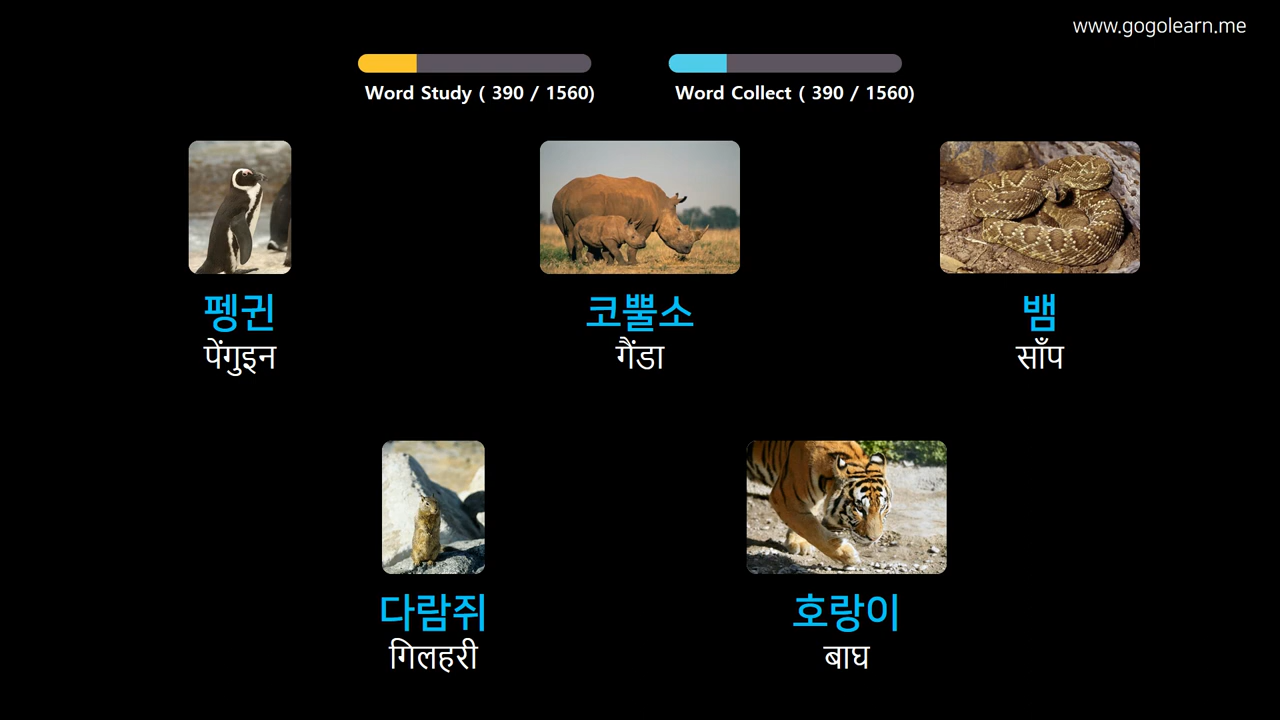 www.gogolearn.me
Word Study ( 390 / 1560)
Word Collect ( 390 / 1560)
펭귄
पेंगुइन
코뿔소
गैंडा
뱀
साँप
다람쥐
गिलहरी
호랑이
बाघ